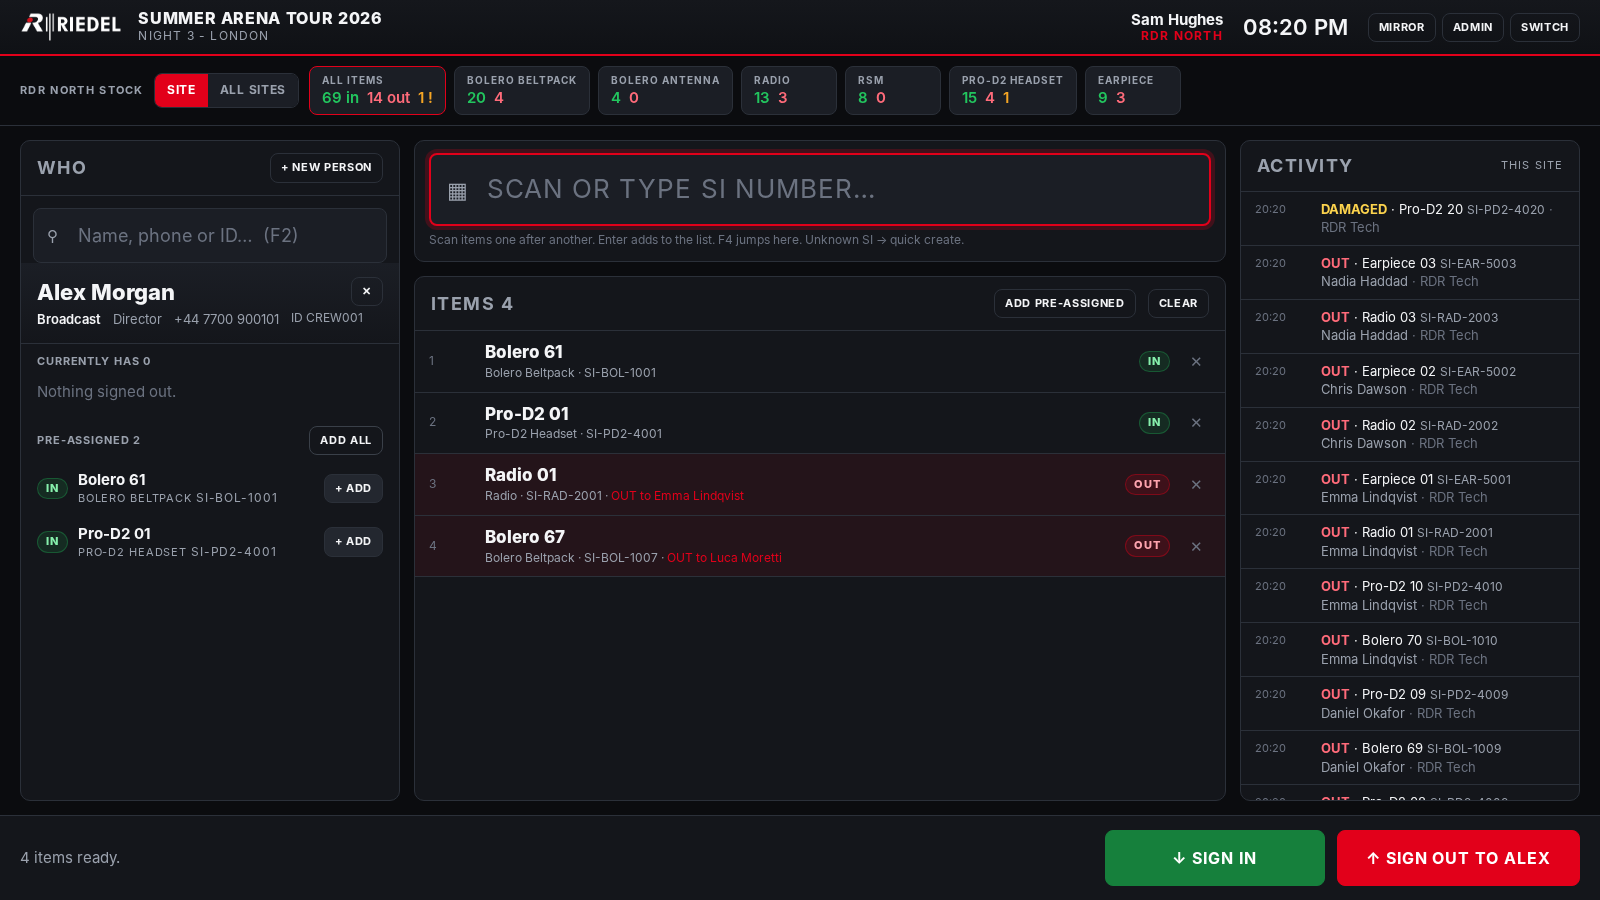 RIEDEL
SUMMER ARENA TOUR 2026
NIGHT 3 - LONDON
Sam Hughes
RDR NORTH
08:20 PM
MIRROR
ADMIN
SWITCH
RDR NORTH STOCK
SITE
ALL SITES
ALL ITEMS
69 in 14 out 1 !
BOLERO BELTPACK
20 4
BOLERO ANTENNA
4 0
RADIO
13 3
RSM
8 0
PRO-D2 HEADSET
15 4 1
EARPIECE
9 3
WHO
+ NEW PERSON
Name, phone or ID... (F2)
Alex Morgan
×
Broadcast Director +44 7700 900101 ID CREW001
CURRENTLY HAS 0
Nothing signed out.
PRE-ASSIGNED 2
ADD ALL
IN
Bolero 61
BOLERO BELTPACK SI-BOL-1001
+ ADD
IN
Pro-D2 01
PRO-D2 HEADSET SI-PD2-4001
+ ADD
SCAN OR TYPE SI NUMBER...
Scan items one after another. Enter adds to the list. F4 jumps here. Unknown SI → quick create.
ITEMS 4
ADD PRE-ASSIGNED
CLEAR
1
Bolero 61
Bolero Beltpack · SI-BOL-1001
IN ×
2
Pro-D2 01
Pro-D2 Headset · SI-PD2-4001
IN ×
3
Radio 01
Radio · SI-RAD-2001 · OUT to Emma Lindqvist
OUT ×
4
Bolero 67
Bolero Beltpack · SI-BOL-1007 · OUT to Luca Moretti
OUT ×
ACTIVITY
THIS SITE
20:20 DAMAGED · Pro-D2 20 SI-PD2-4020 ·
RDR Tech
20:20 OUT · Earpiece 03 SI-EAR-5003
Nadia Haddad · RDR Tech
20:20 OUT · Radio 03 SI-RAD-2003
Nadia Haddad · RDR Tech
20:20 OUT · Earpiece 02 SI-EAR-5002
Chris Dawson · RDR Tech
20:20 OUT · Radio 02 SI-RAD-2002
Chris Dawson · RDR Tech
20:20 OUT · Earpiece 01 SI-EAR-5001
Emma Lindqvist · RDR Tech
20:20 OUT · Radio 01 SI-RAD-2001
Emma Lindqvist · RDR Tech
20:20 OUT · Pro-D2 10 SI-PD2-4010
Emma Lindqvist · RDR Tech
20:20 OUT · Bolero 70 SI-BOL-1010
Emma Lindqvist · RDR Tech
20:20 OUT · Pro-D2 09 SI-PD2-4009
Daniel Okafor · RDR Tech
20:20 OUT · Bolero 69 SI-BOL-1009
Daniel Okafor · RDR Tech
4 items ready.
↓ SIGN IN
↑ SIGN OUT TO ALEX